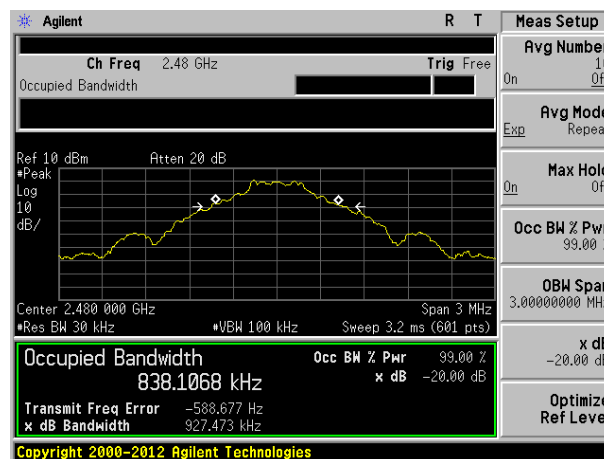 Agilent R T Meas Setup
Avg Number
On
Ch Freq 2.48 GHz Trig Free
Occupied Bandwidth
Avg Mode
Exp
Ref 10 dBm Atten 20 dB
#Peak
Log
10
dB/
Max Hold
On
Occ BW % Pwr
99.00
OBW Span
3.00000000
Center 2.480 000 GHz Span 3 MHz
#Res BW 30 kHz #VBW 100 kHz Sweep 3.2 ms (601 pts)
Occupied Bandwidth
838.1068 kHz
Occ BW % Pwr 99.00 %
x dB -20.00 dB
Transmit Freq Error -588.677 Hz
x dB Bandwidth 927.473 kHz
x dB
-20.00 dB
Optimize
Ref Level
Copyright 2000-2012 Agilent Technologies